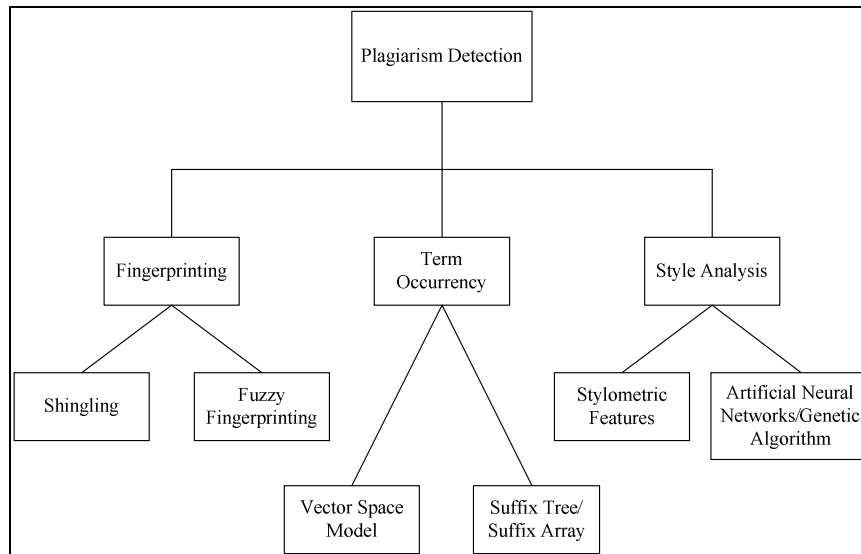 Plagiarism Detection
Fingerprinting
Term
Occurrency
Style Analysis
Shingling
Fuzzy
Fingerprinting
Stylometric
Features
Artificial Neural
Networks/Genetic
Algorithm
Vector Space
Model
Suffix Tree/
Suffix Array